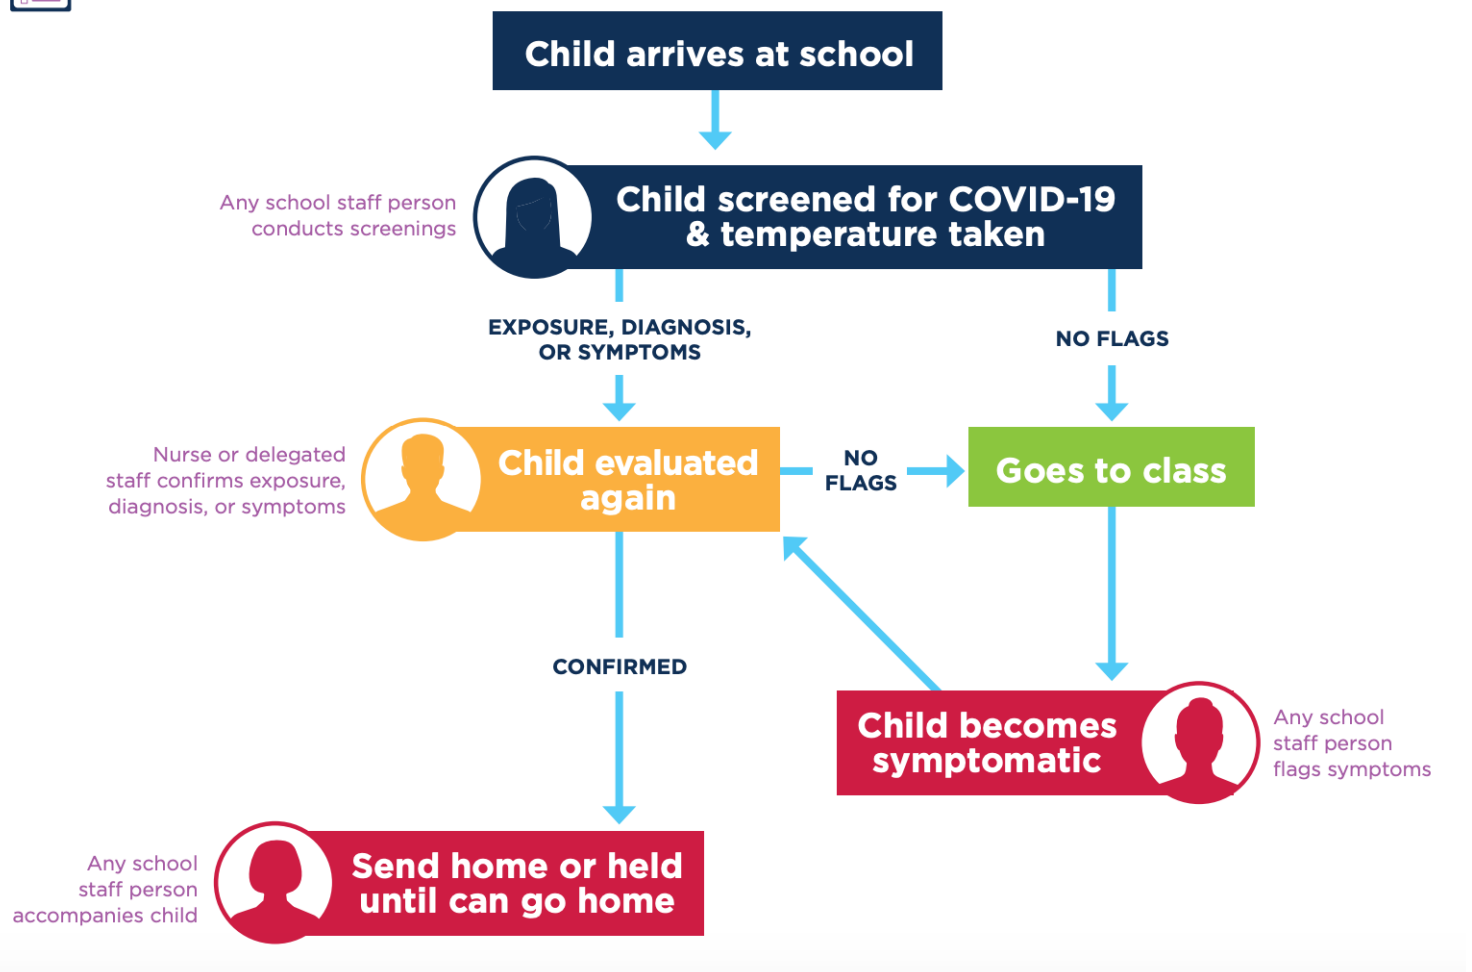 Child arrives at school
Any school staff person
conducts screenings
Child screened for COVID-19
& temperature taken
EXPOSURE, DIAGNOSIS,
OR SYMPTOMS
NO FLAGS
Nurse or delegated
staff confirms exposure,
diagnosis, or symptoms
Child evaluated
again
NO
FLAGS
Goes to class
CONFIRMED
Child becomes
symptomatic
Any school
staff person
flags symptoms
Any school
staff person
accompanies child
Send home or held
until can go home